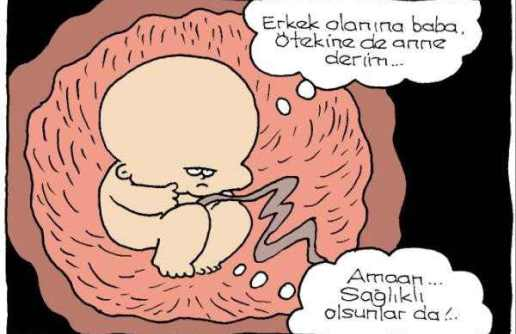 Erkek olanına baba,
Ötekine de anne
derim...
Amaan...
Sağlıklı
olsunlar da!..